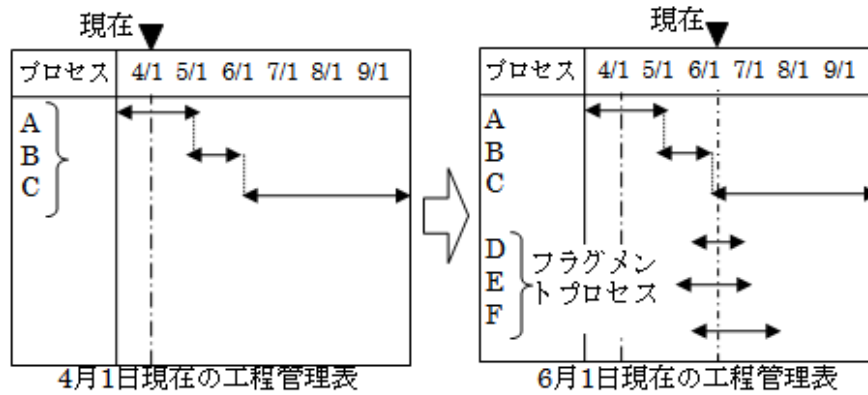 現在
プロセス 4/1 5/1 6/1 7/1 8/1 9/1
A
B
C
4月1日現在の工程管理表
現在
プロセス 4/1 5/1 6/1 7/1 8/1 9/1
A
B
C
D
E
F
フラグメン
トプロセス
6月1日現在の工程管理表